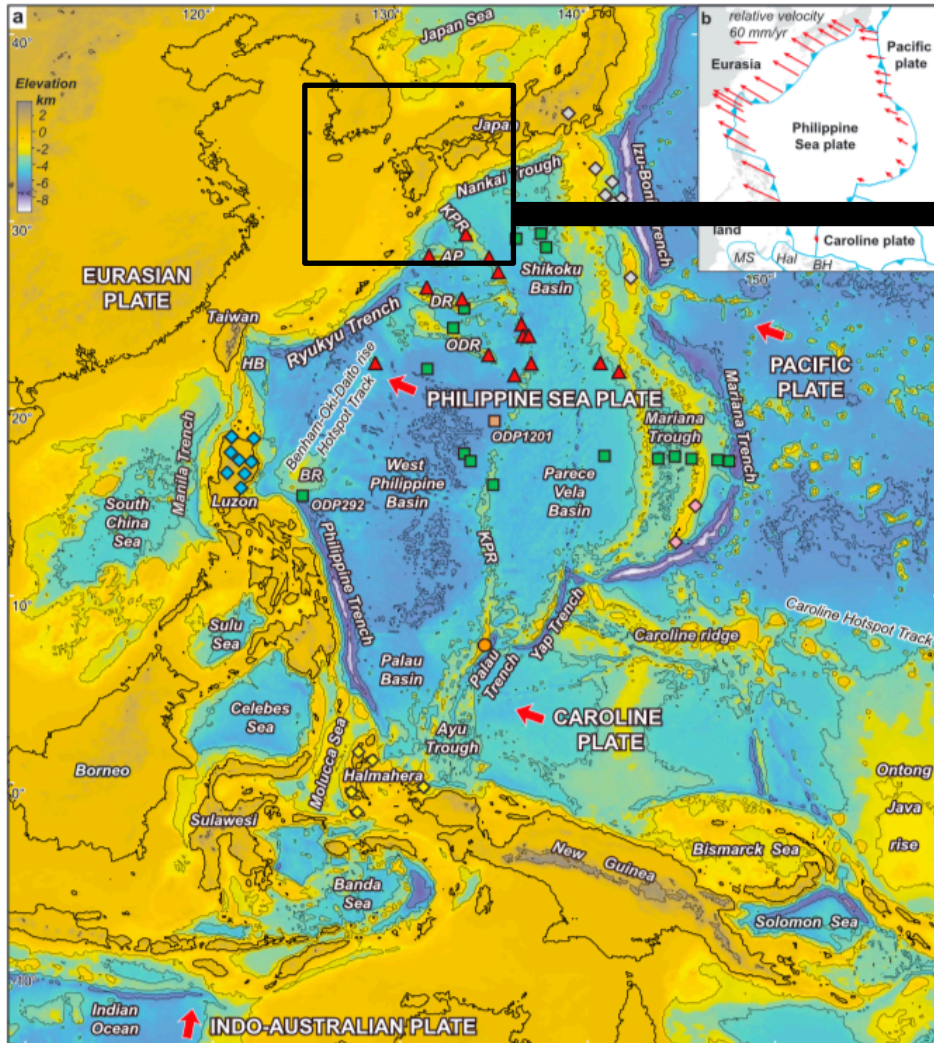 a
120°
130°
140°
40°
Japan Sea
b
relative velocity
60 mm/yr
Eurasia
Pacific
plate
Philippine
Sea plate
Elevation
km
2
0
-2
-4
-6
-8
Japan
Nankai Trough
KPR
30°
land
Caroline plate
MS
Hal
BH
150°
AP
Shikoku
Basin
EURASIAN
PLATE
Taiwan
HB
Ryukyu Trench
DR
ODR
PACIFIC
PLATE
Benham-Oki-Daito rise
Hotspot Track
PHILIPPINE SEA PLATE
Mariana Trench
20°
Mariana
Trough
ODP1201
Manila Trench
BR
West
Philippine
Basin
Parece
Vela
Basin
Luzon
ODP292
South
China
Sea
Philippine Trench
KPR
10°
Sulu
Sea
Yap Trench
Caroline Hotspot Track
Caroline ridge
Palau
Trench
Palau
Basin
Celebes
Sea
CAROLINE
PLATE
Ayu
Trough
Molucca Sea
Borneo
Halmahera
0°
Ontong
Java
rise
Sulawesi
Bismarck Sea
New Guinea
Banda
Sea
Solomon Sea
Indian
Ocean
INDO-AUSTRALIAN PLATE